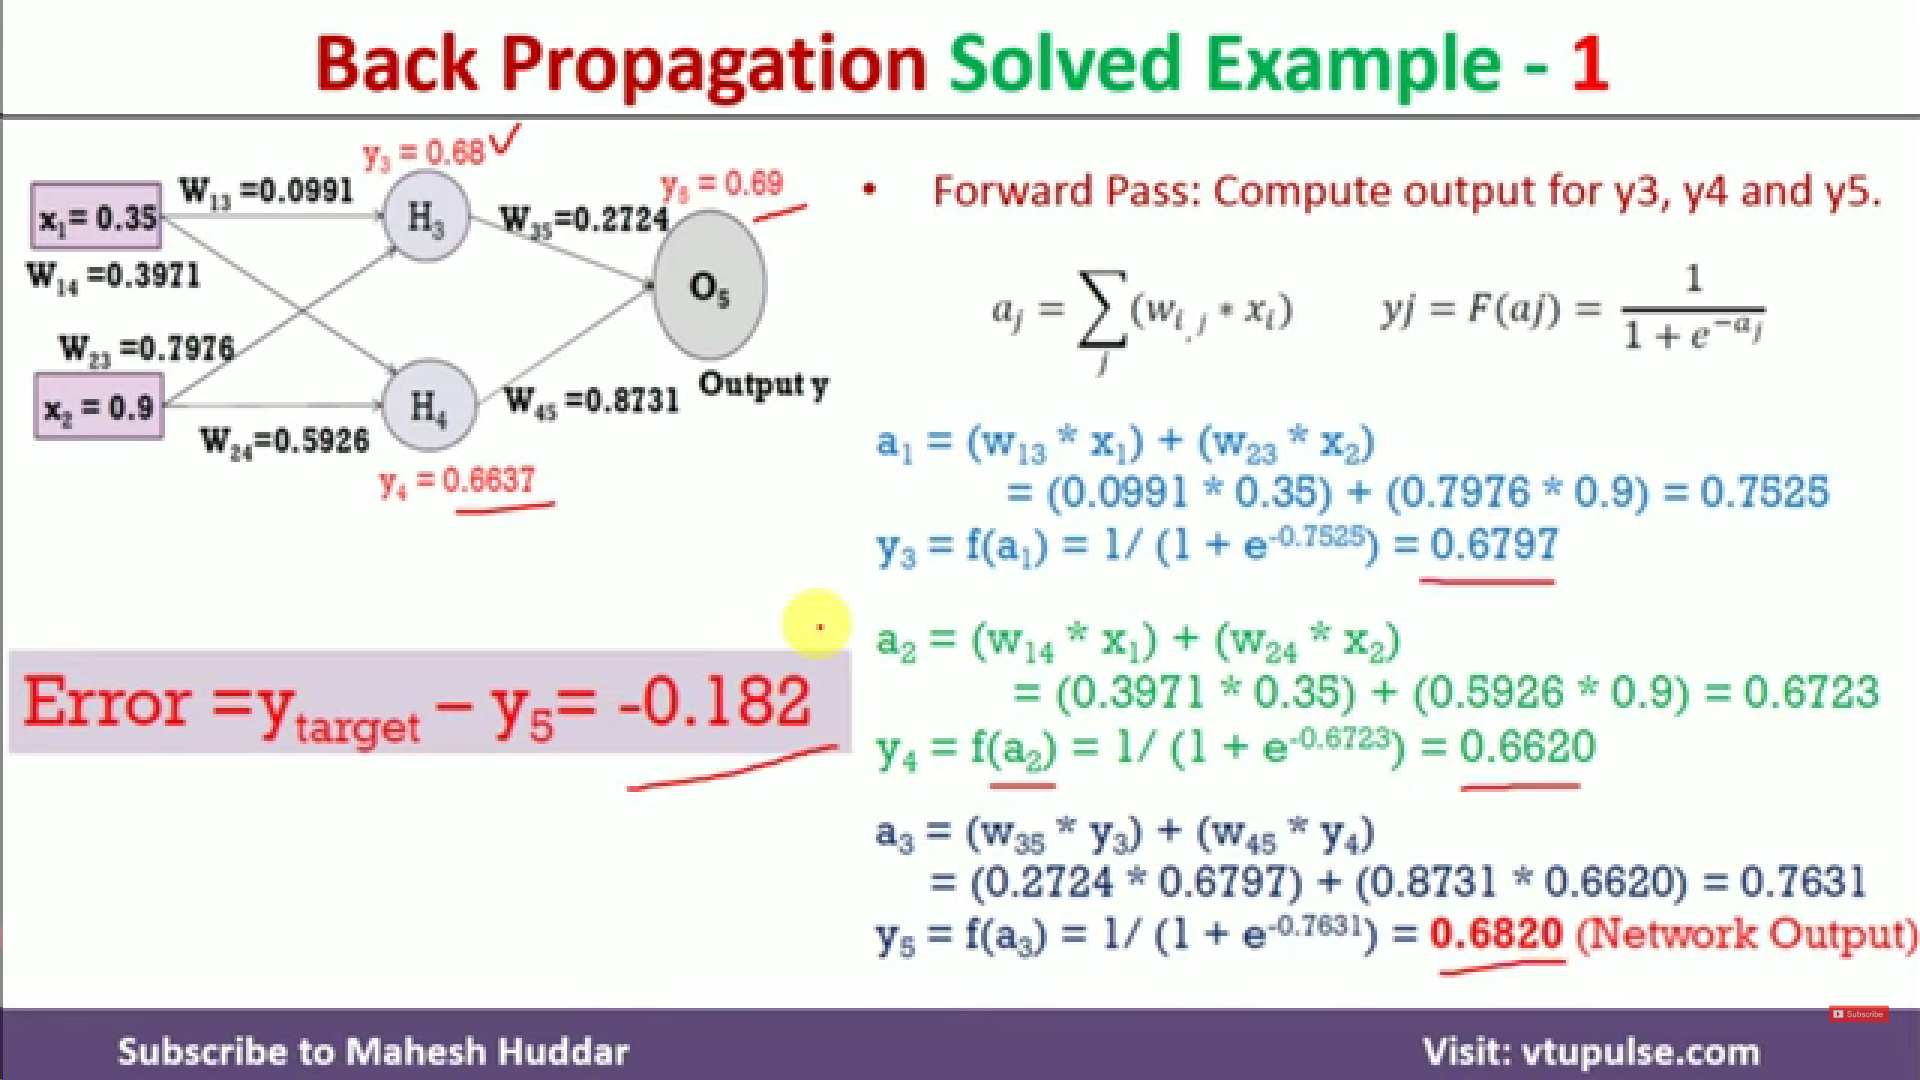 Back Propagation Solved Example - 1
y₃ = 0.68
y₅ = 0.69
x₁= 0.35
W₁₃ =0.0991
H₃
W₃₅=0.2724
W₁₄ =0.3971
O₅
W₂₃ =0.7976
x₂ = 0.9
H₄
W₄₅ =0.8731
Output y
W₂₄=0.5926
y₄ = 0.6637
Error =y_target – y₅= -0.182
• Forward Pass: Compute output for y3, y4 and y5.
aⱼ = ∑ⱼ (wᵢ,ⱼ * xᵢ) yj = F(aj) = 1 / (1 + e^(-aⱼ))
a₁ = (w₁₃ * x₁) + (w₂₃ * x₂)
= (0.0991 * 0.35) + (0.7976 * 0.9) = 0.7525
y₃ = f(a₁) = 1/ (1 + e^-0.7525) = 0.6797
a₂ = (w₁₄ * x₁) + (w₂₄ * x₂)
= (0.3971 * 0.35) + (0.5926 * 0.9) = 0.6723
y₄ = f(a₂) = 1/ (1 + e^-0.6723) = 0.6620
a₃ = (w₃₅ * y₃) + (w₄₅ * y₄)
= (0.2724 * 0.6797) + (0.8731 * 0.6620) = 0.7631
y₅ = f(a₃) = 1/ (1 + e^-0.7631) = 0.6820 (Network Output)
Subscribe
Subscribe to Mahesh Huddar
Visit: vtupulse.com